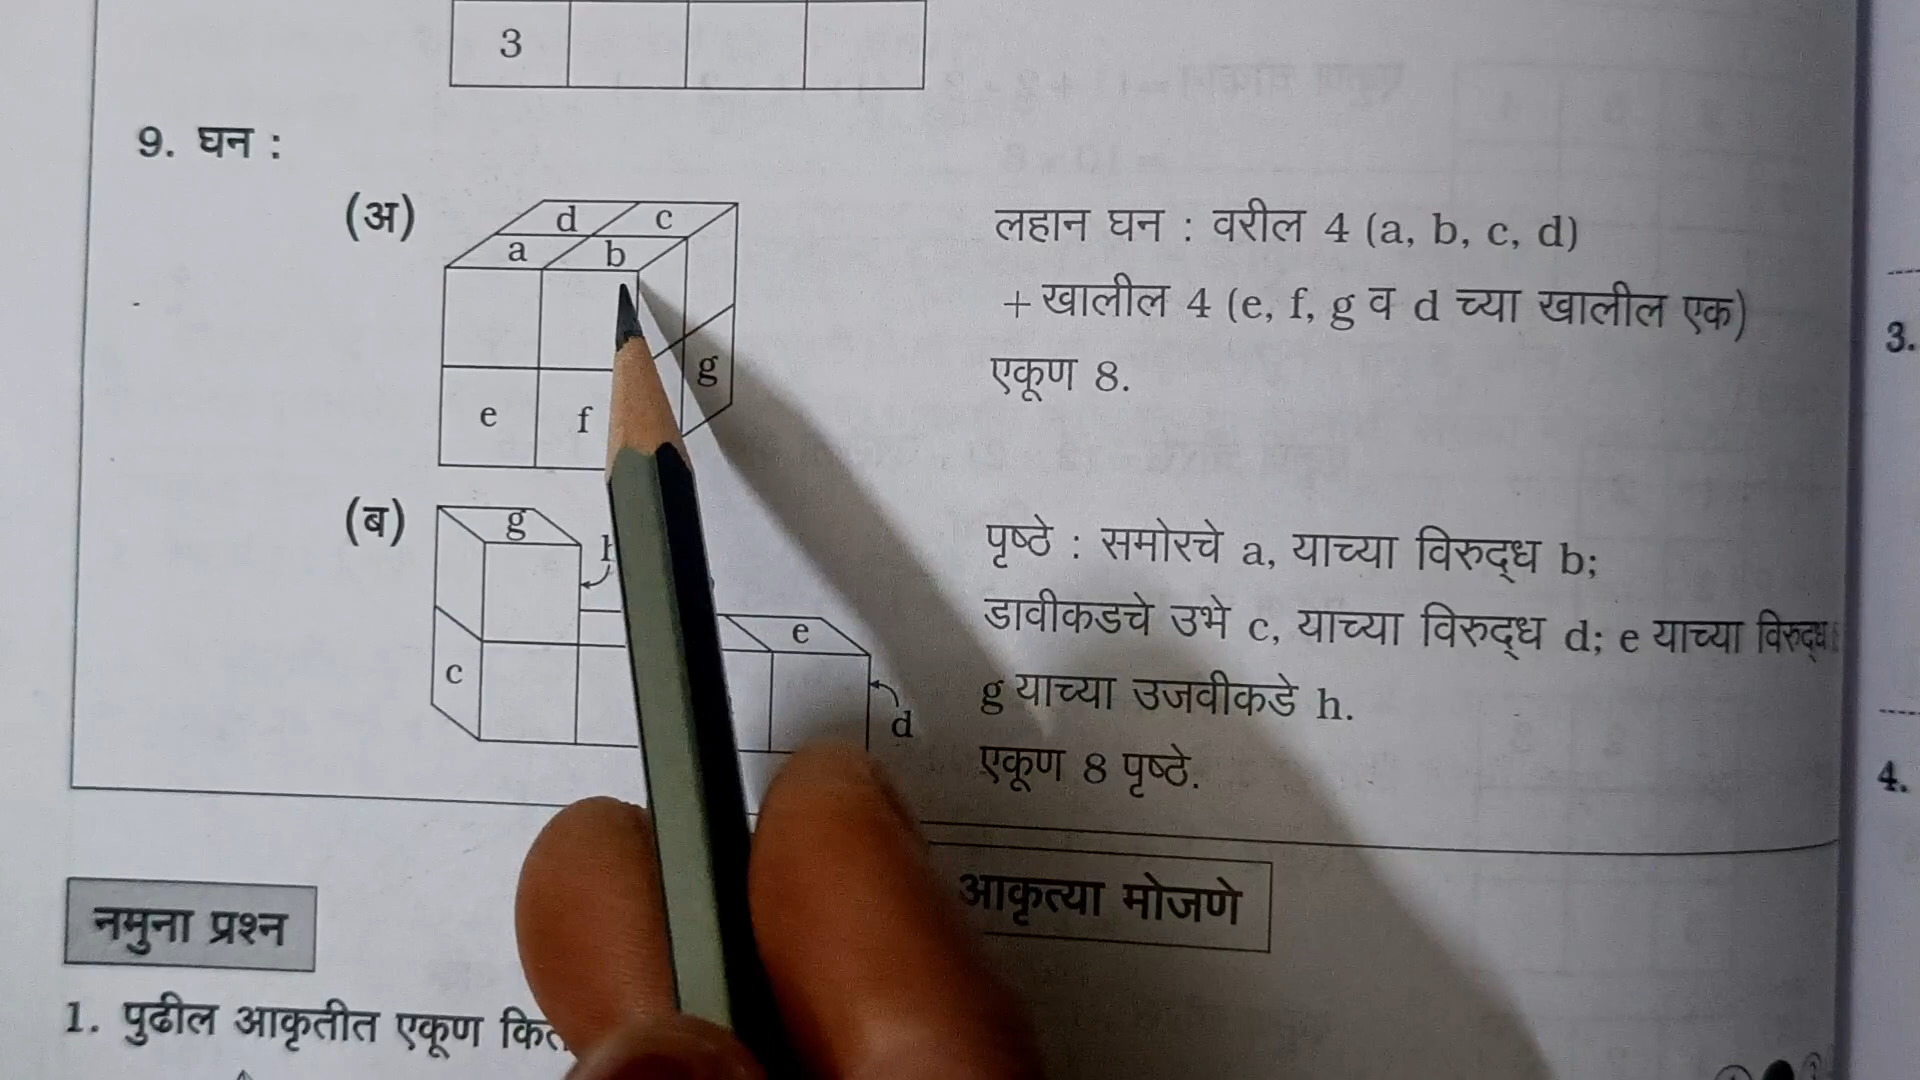 3
9. घन :
(अ)
d c
a b
g
e f
लहान घन : वरील 4 (a, b, c, d)
+ खालील 4 (e, f, g व d च्या खालील एक)
एकूण 8.
(ब)
g
e
c
d
पृष्ठे : समोरचे a, याच्या विरुद्ध b;
डावीकडचे उभे c, याच्या विरुद्ध d; e याच्या विरुद्ध
g याच्या उजवीकडे h.
एकूण 8 पृष्ठे.
आकृत्या मोजणे
नमुना प्रश्न
1. पुढील आकृतीत एकूण
3.
4.